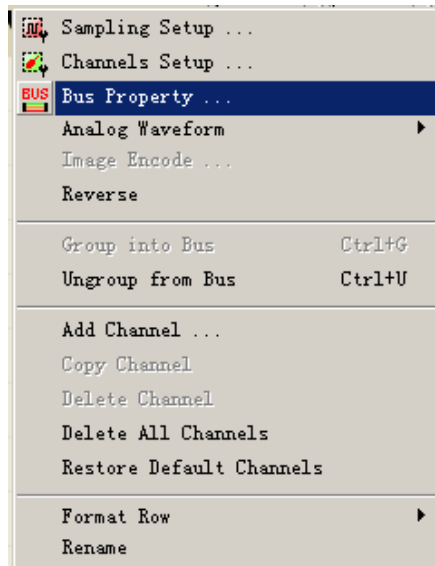 Sampling Setup ...
Channels Setup ...
BUS Bus Property ...
Analog Waveform
Image Encode ...
Reverse
Group into Bus Ctrl+G
Ungroup from Bus Ctrl+U
Add Channel ...
Copy Channel
Delete Channel
Delete All Channels
Restore Default Channels
Format Row
Rename